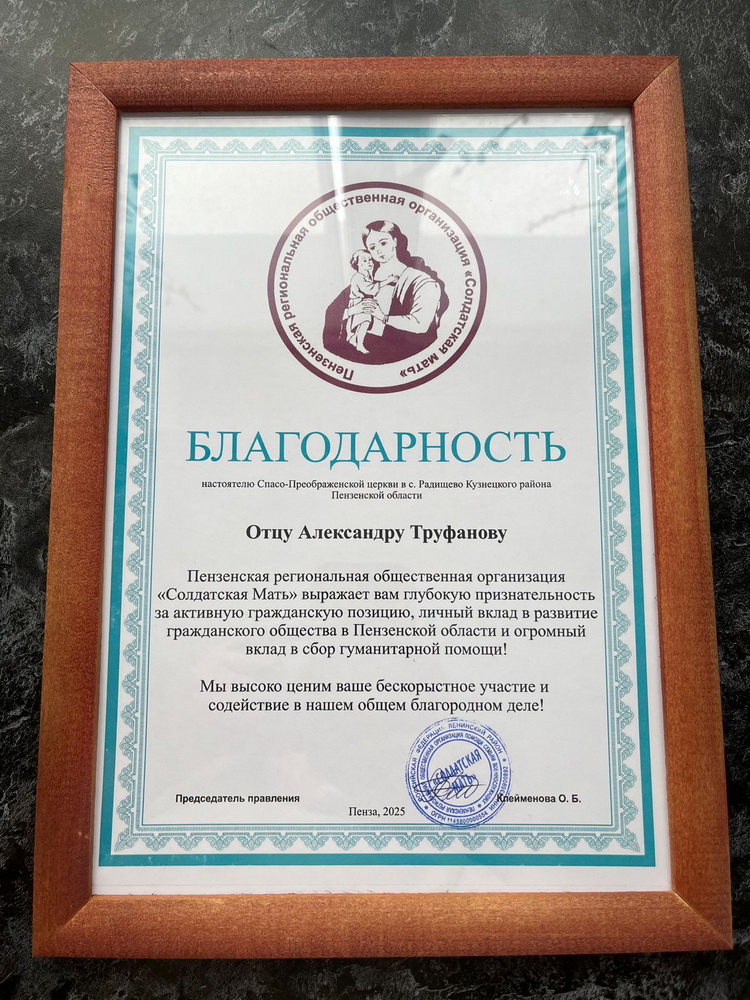 Пензенская региональная общественная организация «Солдатская мать»
БЛАГОДАРНОСТЬ
настоятелю Спасо-Преображенской церкви в с. Радищево Кузнецкого района
Пензенской области
Отцу Александру Труфанову
Пензенская региональная общественная организация
«Солдатская Мать» выражает вам глубокую признательность
за активную гражданскую позицию, личный вклад в развитие
гражданского общества в Пензенской области и огромный
вклад в сбор гуманитарной помощи!
Мы высоко ценим ваше бескорыстное участие и
содействие в нашем общем благородном деле!
«СОЛДАТСКАЯ
МАТЬ»
Председатель правления
Клейменова О. Б.
Пенза, 2025